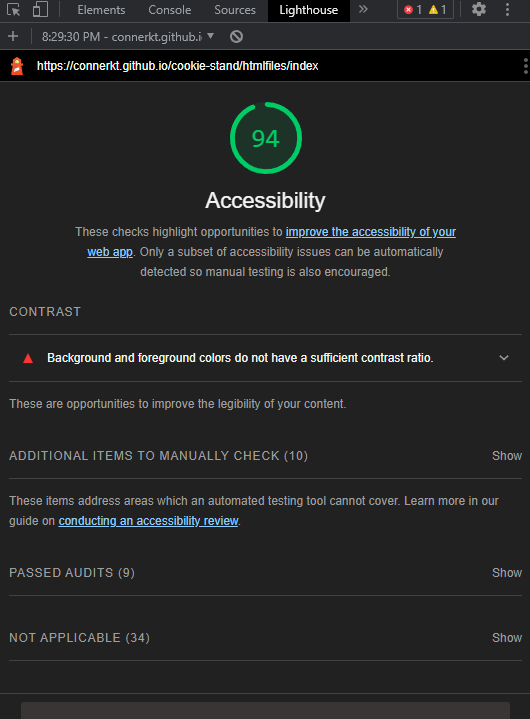 Elements Console Sources Lighthouse 1 1
8:29:30 PM - connerkt.github.i
https://connerkt.github.io/cookie-stand/htmlfiles/index
94
Accessibility
These checks highlight opportunities to improve the accessibility of your
web app. Only a subset of accessibility issues can be automatically
detected so manual testing is also encouraged.
CONTRAST
Background and foreground colors do not have a sufficient contrast ratio.
These are opportunities to improve the legibility of your content.
ADDITIONAL ITEMS TO MANUALLY CHECK (10) Show
These items address areas which an automated testing tool cannot cover. Learn more in our
guide on conducting an accessibility review.
PASSED AUDITS (9) Show
NOT APPLICABLE (34) Show